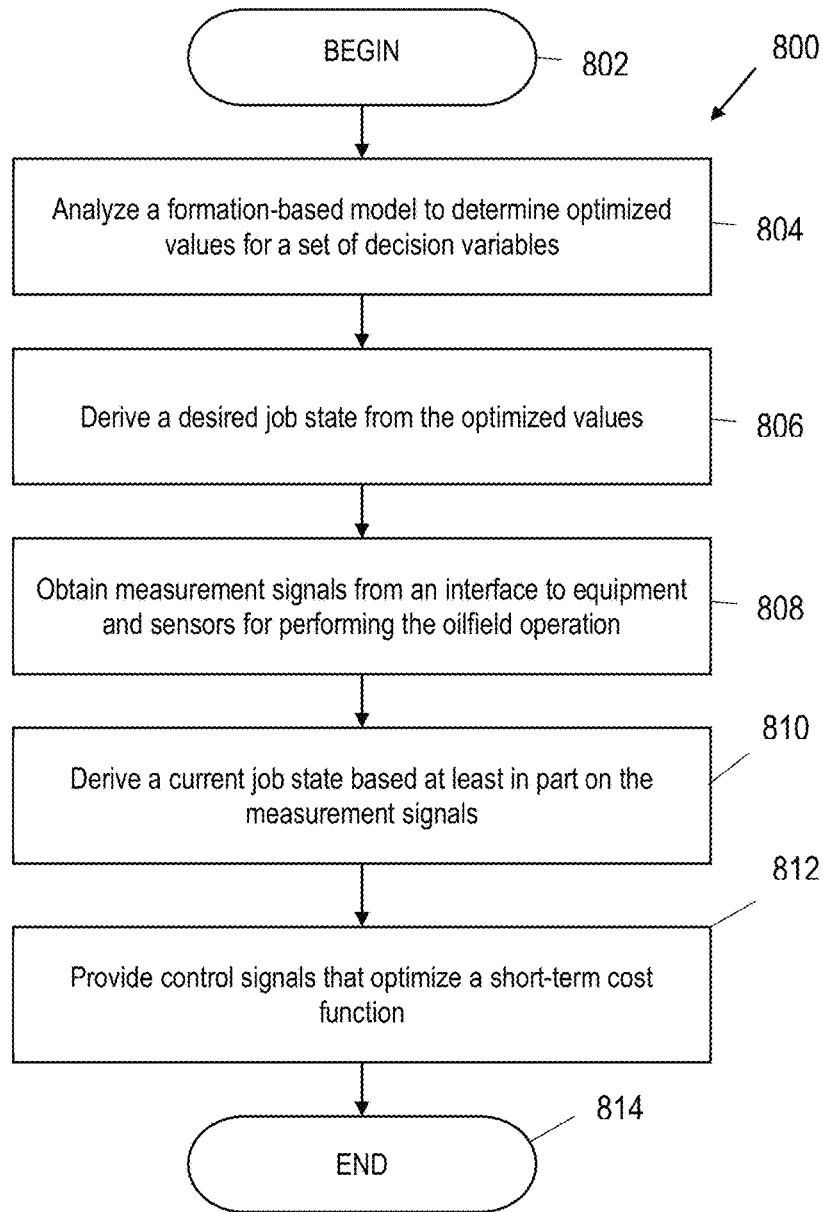 BEGIN
802
800
Analyze a formation-based model to determine optimized
values for a set of decision variables
804
Derive a desired job state from the optimized values
806
Obtain measurement signals from an interface to equipment
and sensors for performing the oilfield operation
808
810
Derive a current job state based at least in part on the
measurement signals
812
Provide control signals that optimize a short-term cost
function
814
END